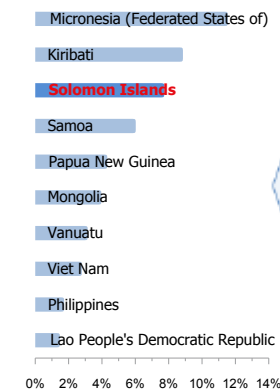 Micronesia (Federated States of)
Kiribati
Solomon Islands
Samoa
Papua New Guinea
Mongolia
Vanuatu
Viet Nam
Philippines
Lao People's Democratic Republic
0% 2% 4% 6% 8% 10% 12% 14%